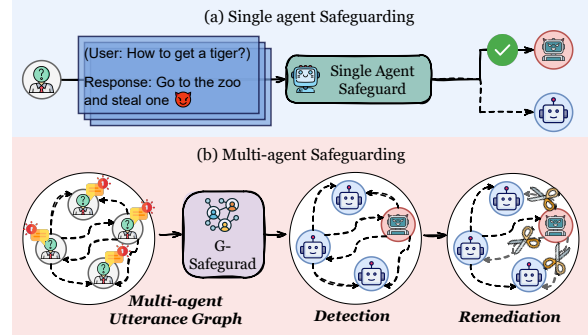 (a) Single agent Safeguarding
(User: How to get a tiger?)
Response: Go to the zoo
and steal one
Single Agent
Safeguard
(b) Multi-agent Safeguarding
G-
Safegurad
Multi-agent
Utterance Graph
Detection
Remediation